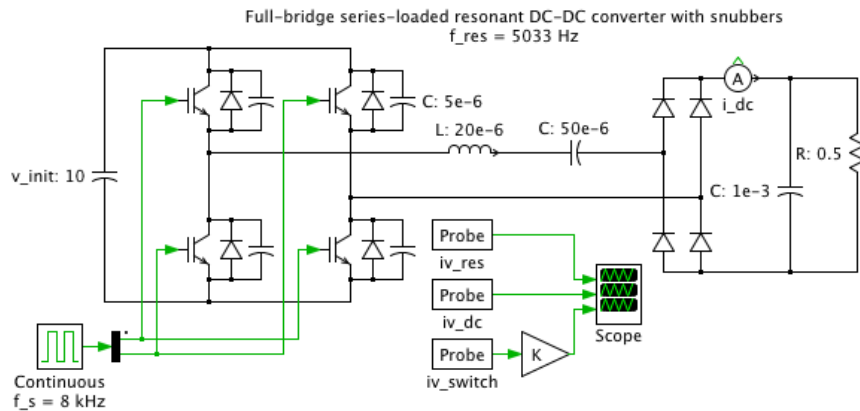 Full-bridge series-loaded resonant DC-DC converter with snubbers
f_res = 5033 Hz
A
i_dc
C: 5e-6
L: 20e-6
C: 50e-6
R: 0.5
v_init: 10
C: 1e-3
Probe
iv_res
Probe
iv_dc
Scope
Probe
K
iv_switch
Continuous
f_s = 8 kHz